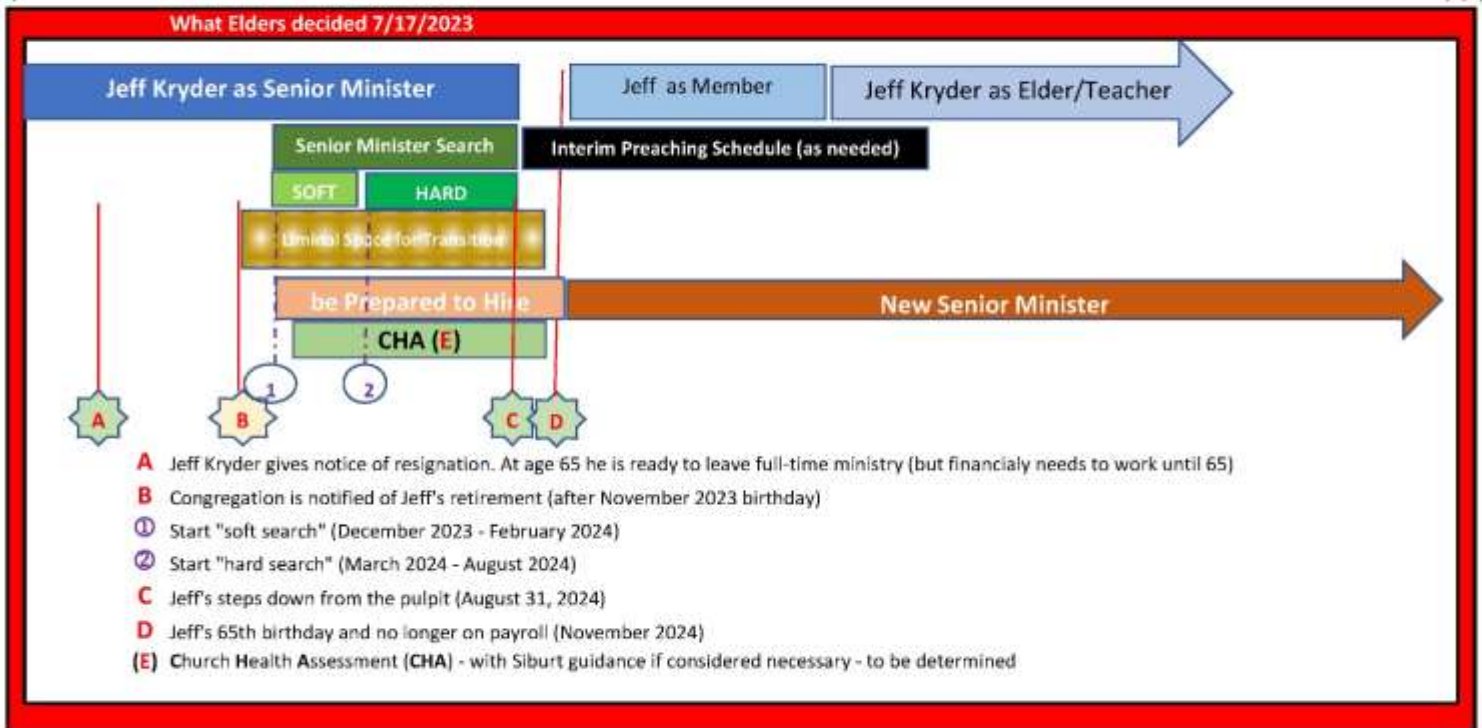 What Elders decided 7/17/2023
Jeff Kryder as Senior Minister
Jeff as Member
Jeff Kryder as Elder/Teacher
Senior Minister Search
Interim Preaching Schedule (as needed)
SOFT
HARD
Liminal Space for Transition
be Prepared to Hire
New Senior Minister
CHA (E)
1
2
A
B
C
D
A Jeff Kryder gives notice of resignation. At age 65 he is ready to leave full-time ministry (but financialy needs to work until 65)
B Congregation is notified of Jeff's retirement (after November 2023 birthday)
① Start "soft search" (December 2023 - February 2024)
② Start "hard search" (March 2024 - August 2024)
C Jeff's steps down from the pulpit (August 31, 2024)
D Jeff's 65th birthday and no longer on payroll (November 2024)
(E) Church Health Assessment (CHA) - with Siburt guidance if considered necessary - to be determined